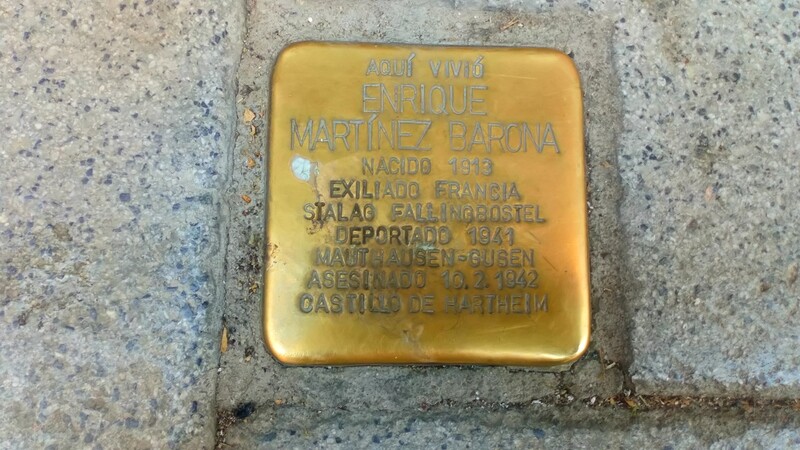 AQUÍ VIVIÓ
ENRIQUE
MARTÍNEZ BARONA
NACIDO 1913
EXILIADO FRANCIA
STALAG FALLINGBOSTEL
DEPORTADO 1941
MAUTHAUSEN-GUSEN
ASESINADO 10.2.1942
CASTILLO DE HARTHEIM